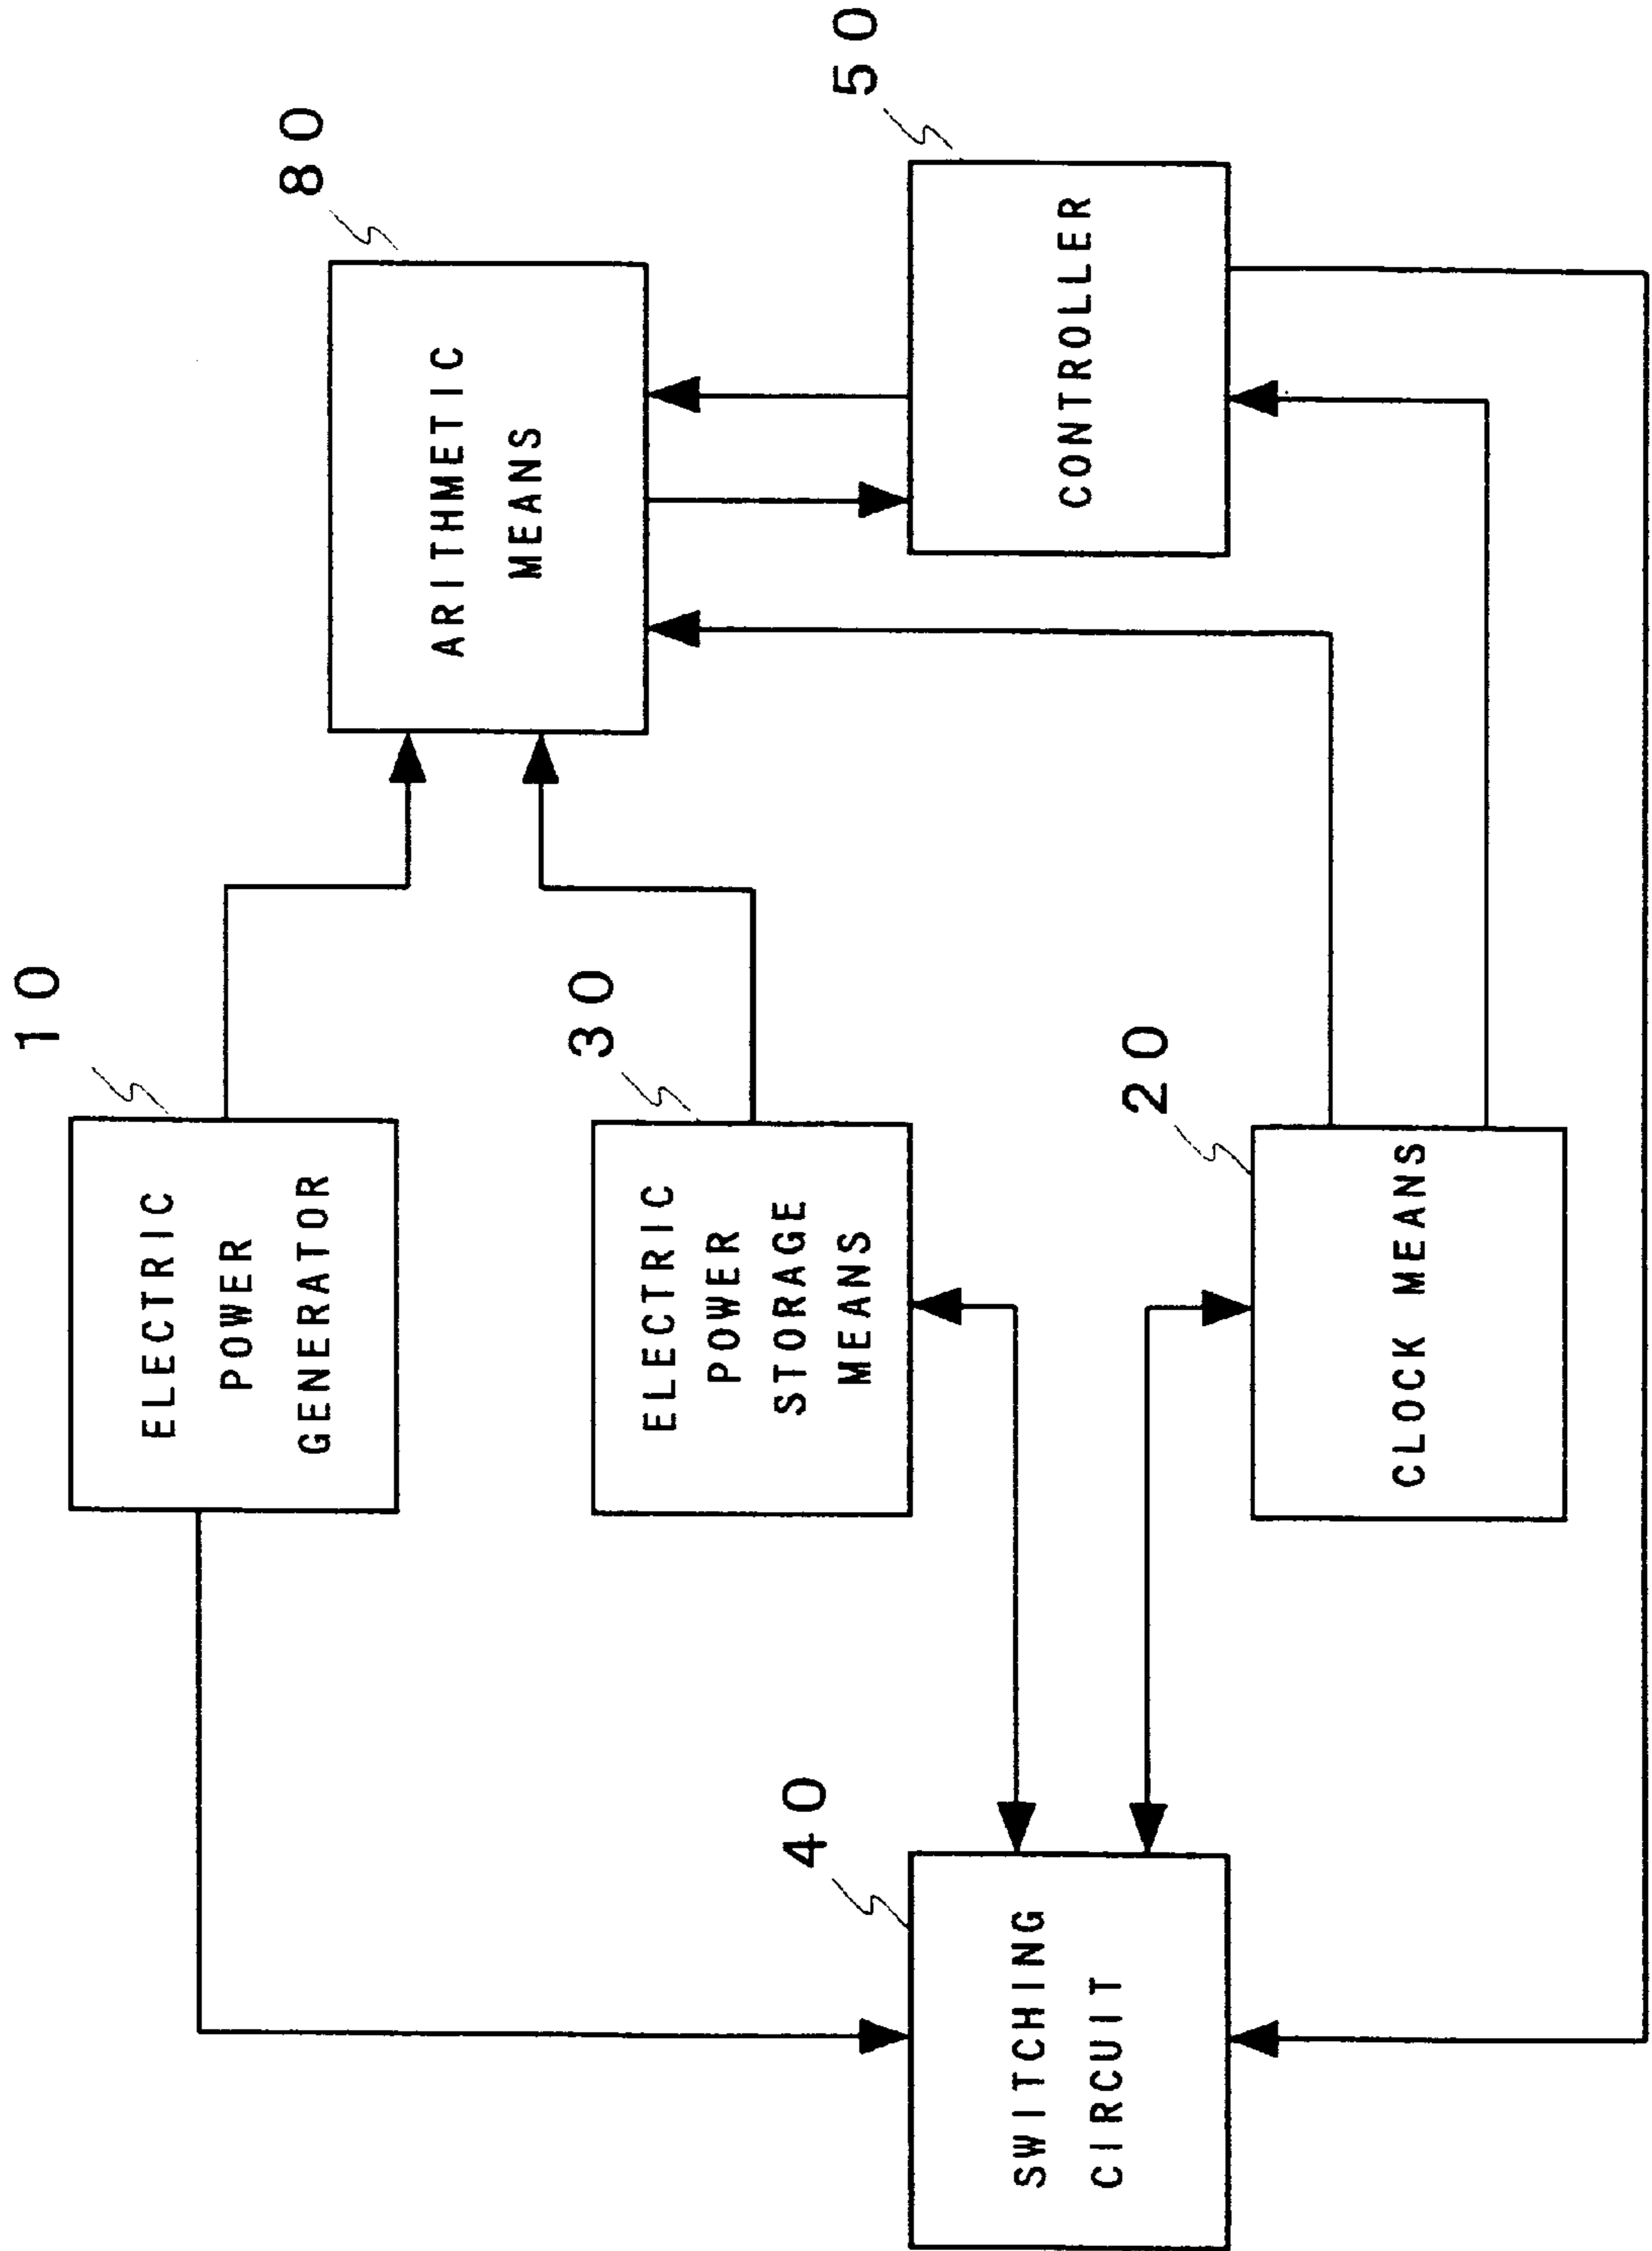 10
ELECTRIC
POWER
GENERATOR
30
ELECTRIC
POWER
STORAGE
MEANS
20
CLOCK MEANS
40
SWITCHING
CIRCUIT
80
ARITHMETIC
MEANS
50
CONTROLLER